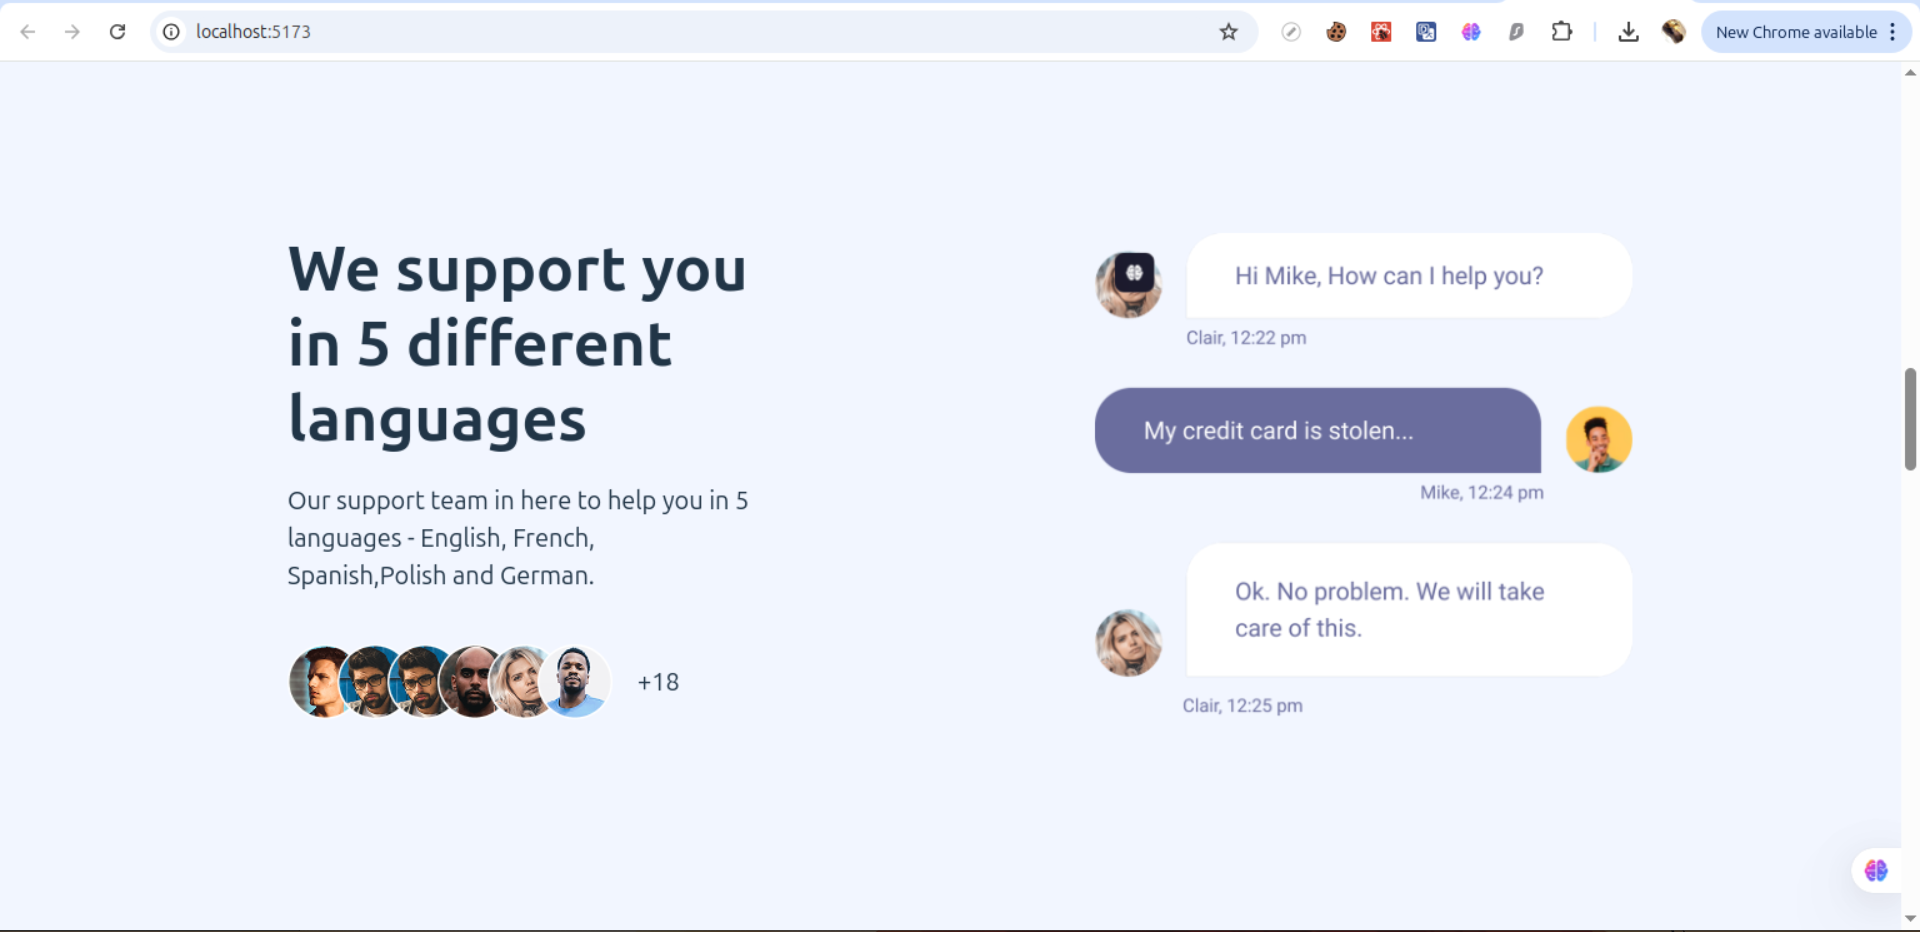 localhost:5173
New Chrome available
We support you
in 5 different
languages
Our support team in here to help you in 5
languages - English, French,
Spanish,Polish and German.
+18
Hi Mike, How can I help you?
Clair, 12:22 pm
My credit card is stolen...
Mike, 12:24 pm
Ok. No problem. We will take
care of this.
Clair, 12:25 pm